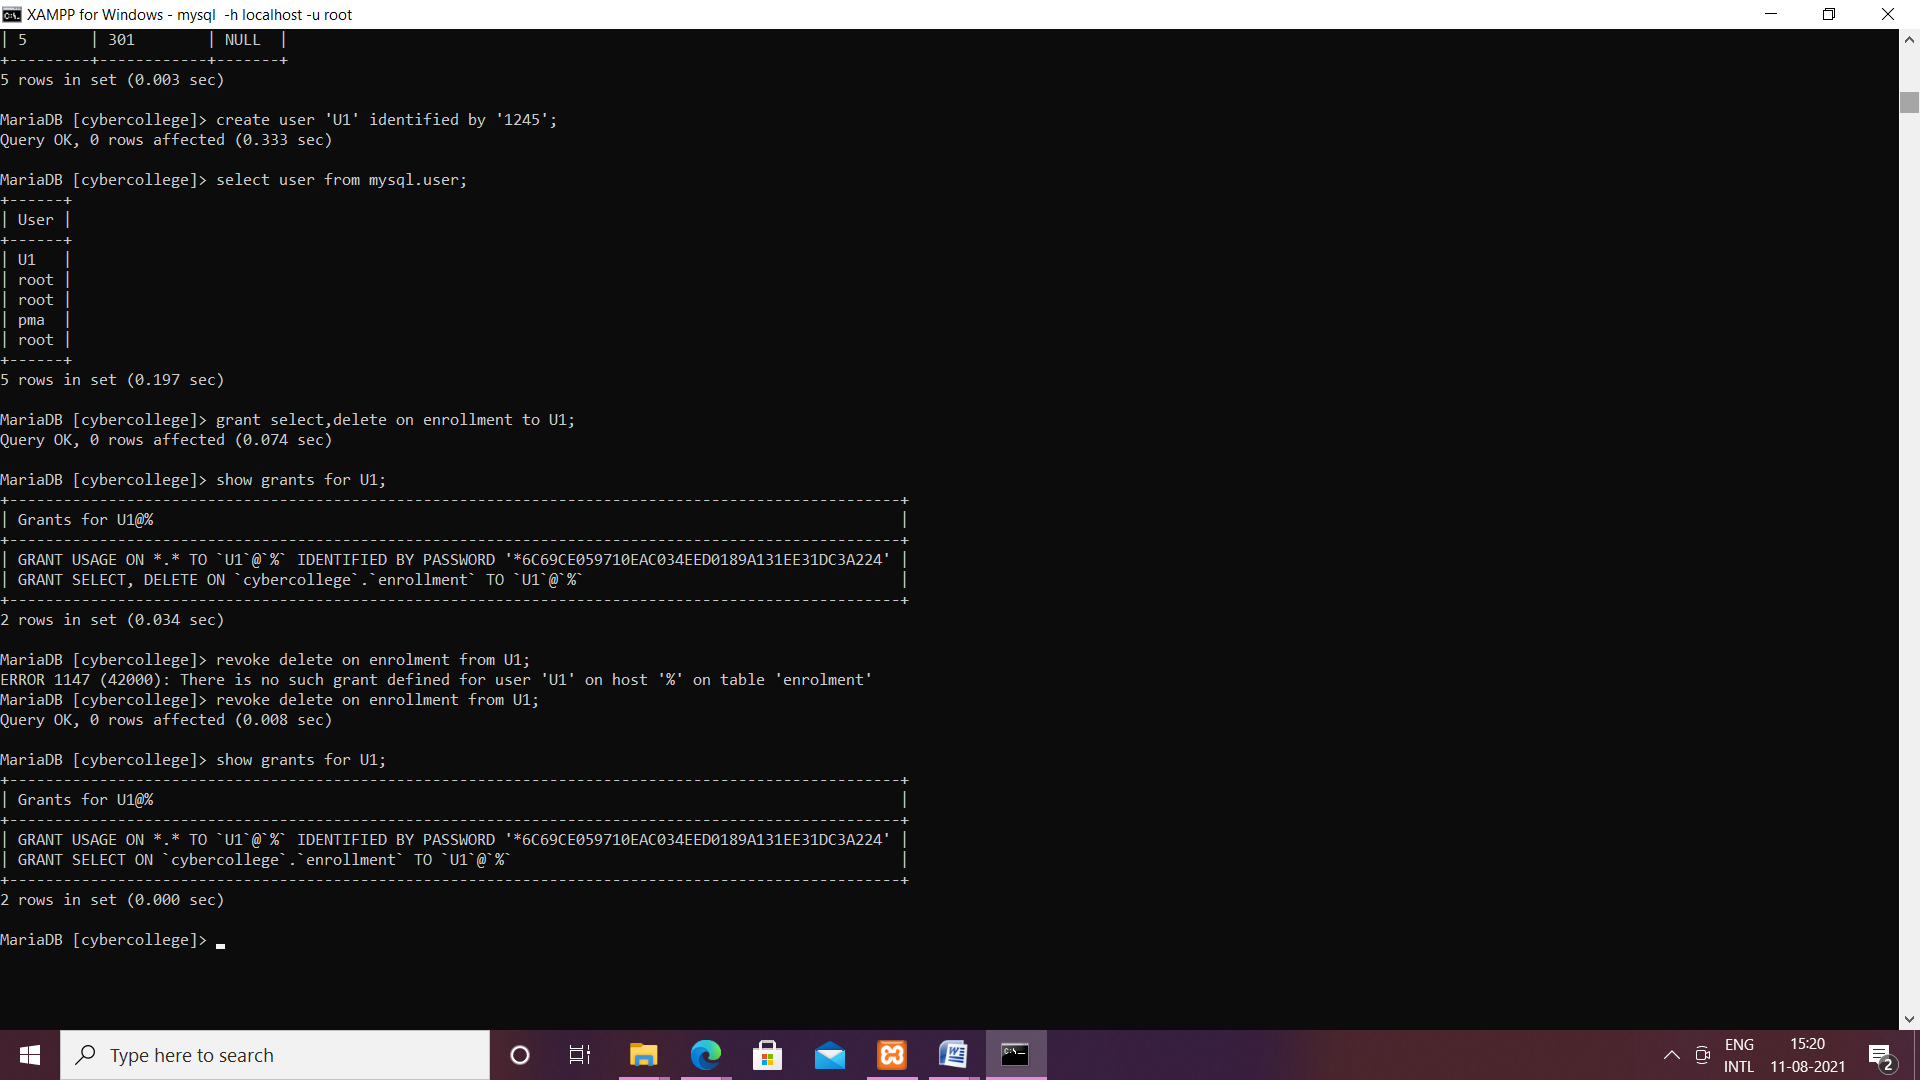 XAMPP for Windows - mysql  -h localhost -u root
| 5       | 301        | NULL  |
+---------+------------+-------+
5 rows in set (0.003 sec)
MariaDB [cybercollege]> create user 'U1' identified by '1245';
Query OK, 0 rows affected (0.333 sec)
MariaDB [cybercollege]> select user from mysql.user;
+------+
| User |
+------+
| U1   |
| root |
| root |
| pma  |
| root |
+------+
5 rows in set (0.197 sec)
MariaDB [cybercollege]> grant select,delete on enrollment to U1;
Query OK, 0 rows affected (0.074 sec)
MariaDB [cybercollege]> show grants for U1;
+---------------------------------------------------------------------------------------------------+
| Grants for U1@%                                                                                   |
+---------------------------------------------------------------------------------------------------+
| GRANT USAGE ON *.* TO `U1`@`%` IDENTIFIED BY PASSWORD '*6C69CE059710EAC034EED0189A131EE31DC3A224' |
| GRANT SELECT, DELETE ON `cybercollege`.`enrollment` TO `U1`@`%`                                   |
+---------------------------------------------------------------------------------------------------+
2 rows in set (0.034 sec)
MariaDB [cybercollege]> revoke delete on enrolment from U1;
ERROR 1147 (42000): There is no such grant defined for user 'U1' on host '%' on table 'enrolment'
MariaDB [cybercollege]> revoke delete on enrollment from U1;
Query OK, 0 rows affected (0.008 sec)
MariaDB [cybercollege]> show grants for U1;
+---------------------------------------------------------------------------------------------------+
| Grants for U1@%                                                                                   |
+---------------------------------------------------------------------------------------------------+
| GRANT USAGE ON *.* TO `U1`@`%` IDENTIFIED BY PASSWORD '*6C69CE059710EAC034EED0189A131EE31DC3A224' |
| GRANT SELECT ON `cybercollege`.`enrollment` TO `U1`@`%`                                           |
+---------------------------------------------------------------------------------------------------+
2 rows in set (0.000 sec)
MariaDB [cybercollege]> _
Type here to search
ENG
INTL
15:20
11-08-2021
2